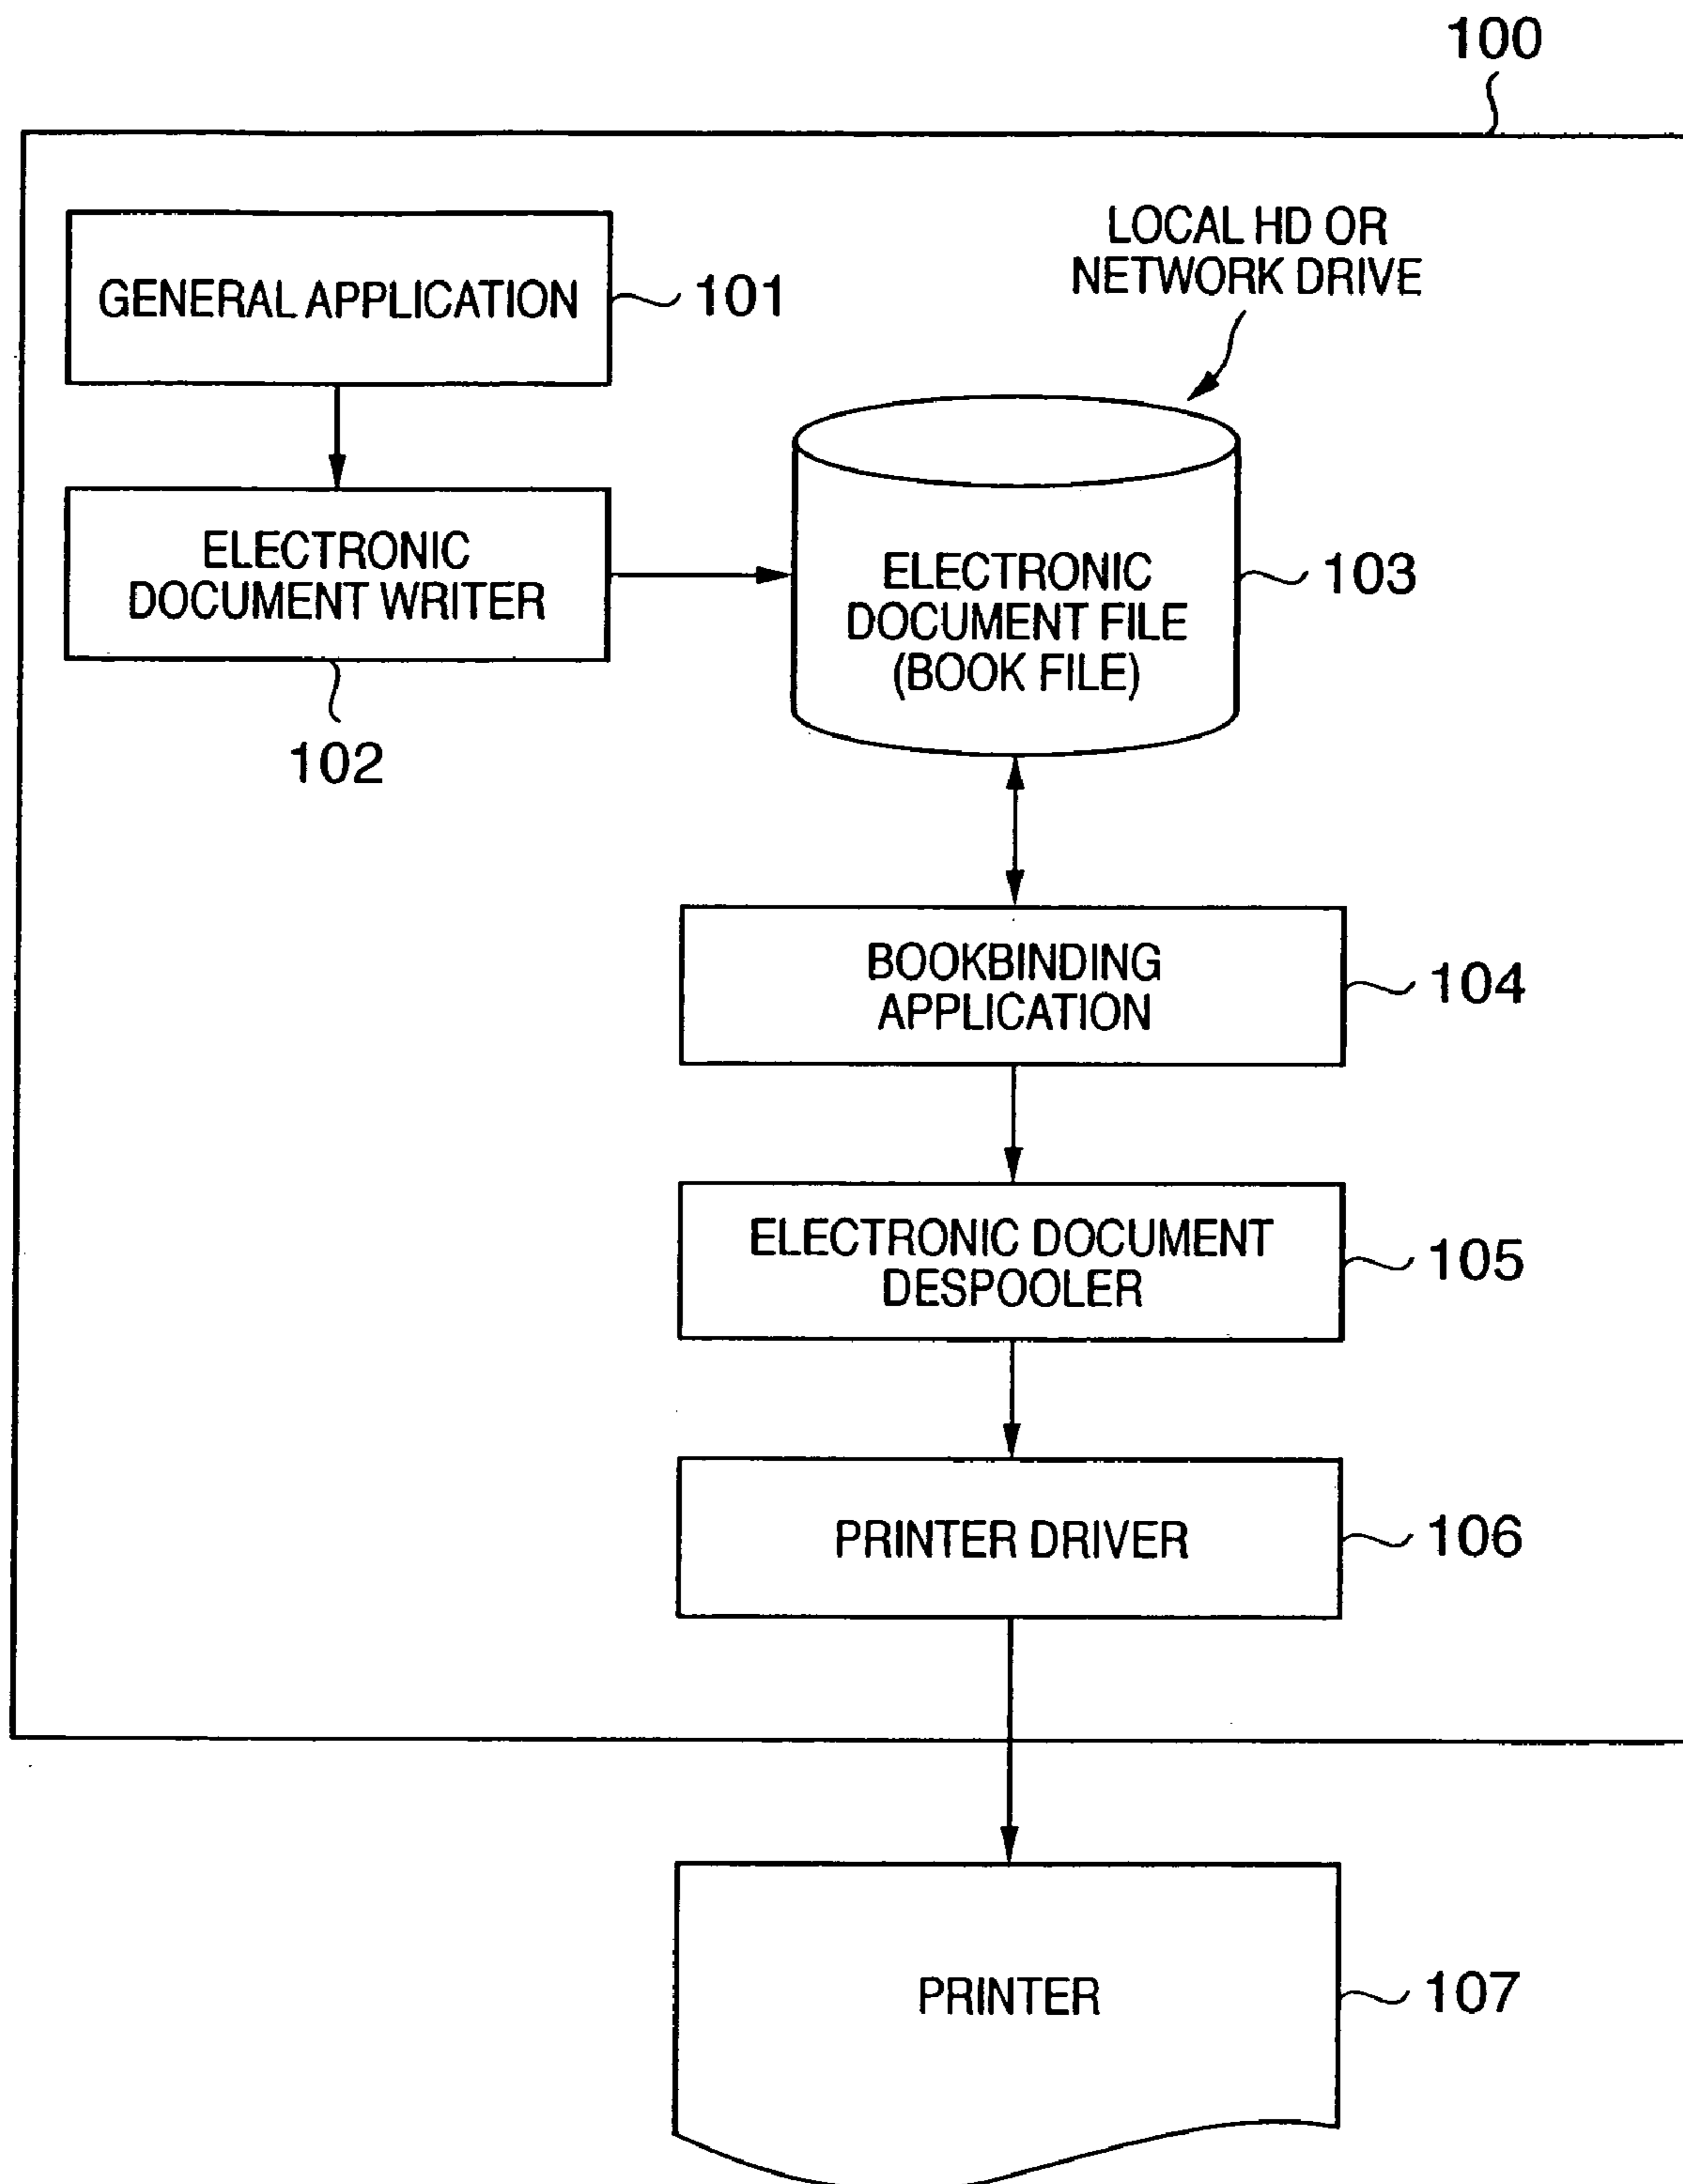 100
LOCAL HD OR
NETWORK DRIVE
GENERAL APPLICATION
101
ELECTRONIC
DOCUMENT WRITER
102
ELECTRONIC
DOCUMENT FILE
(BOOK FILE)
103
BOOKBINDING
APPLICATION
104
ELECTRONIC DOCUMENT
DESPOOLER
105
PRINTER DRIVER
106
PRINTER
107